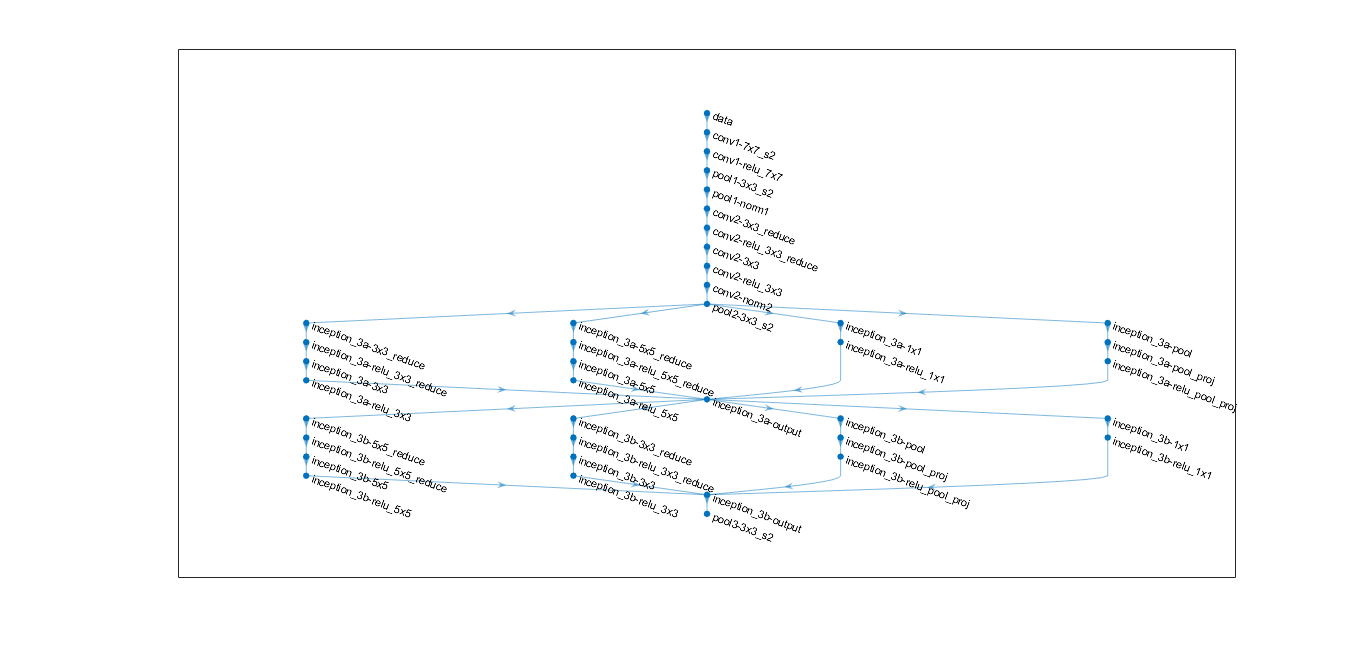 data
conv1-7x7_s2
conv1-relu_7x7
pool1-3x3_s2
pool1-norm1
conv2-3x3_reduce
conv2-relu_3x3_reduce
conv2-3x3
conv2-relu_3x3
conv2-norm2
pool2-3x3_s2
inception_3a-3x3_reduce
inception_3a-relu_3x3_reduce
inception_3a-3x3
inception_3a-relu_3x3
inception_3a-5x5_reduce
inception_3a-relu_5x5_reduce
inception_3a-5x5
inception_3a-relu_5x5
inception_3a-1x1
inception_3a-relu_1x1
inception_3a-pool
inception_3a-pool_proj
inception_3a-relu_pool_proj
inception_3a-output
inception_3b-5x5_reduce
inception_3b-relu_5x5_reduce
inception_3b-5x5
inception_3b-relu_5x5
inception_3b-3x3_reduce
inception_3b-relu_3x3_reduce
inception_3b-3x3
inception_3b-relu_3x3
inception_3b-pool
inception_3b-pool_proj
inception_3b-relu_pool_proj
inception_3b-1x1
inception_3b-relu_1x1
inception_3b-output
pool3-3x3_s2